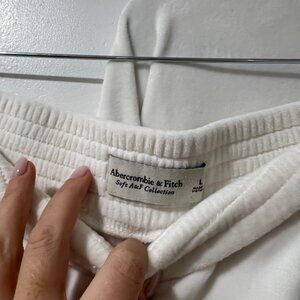 Abercrombie & Fitch
Soft A&F Collection
L